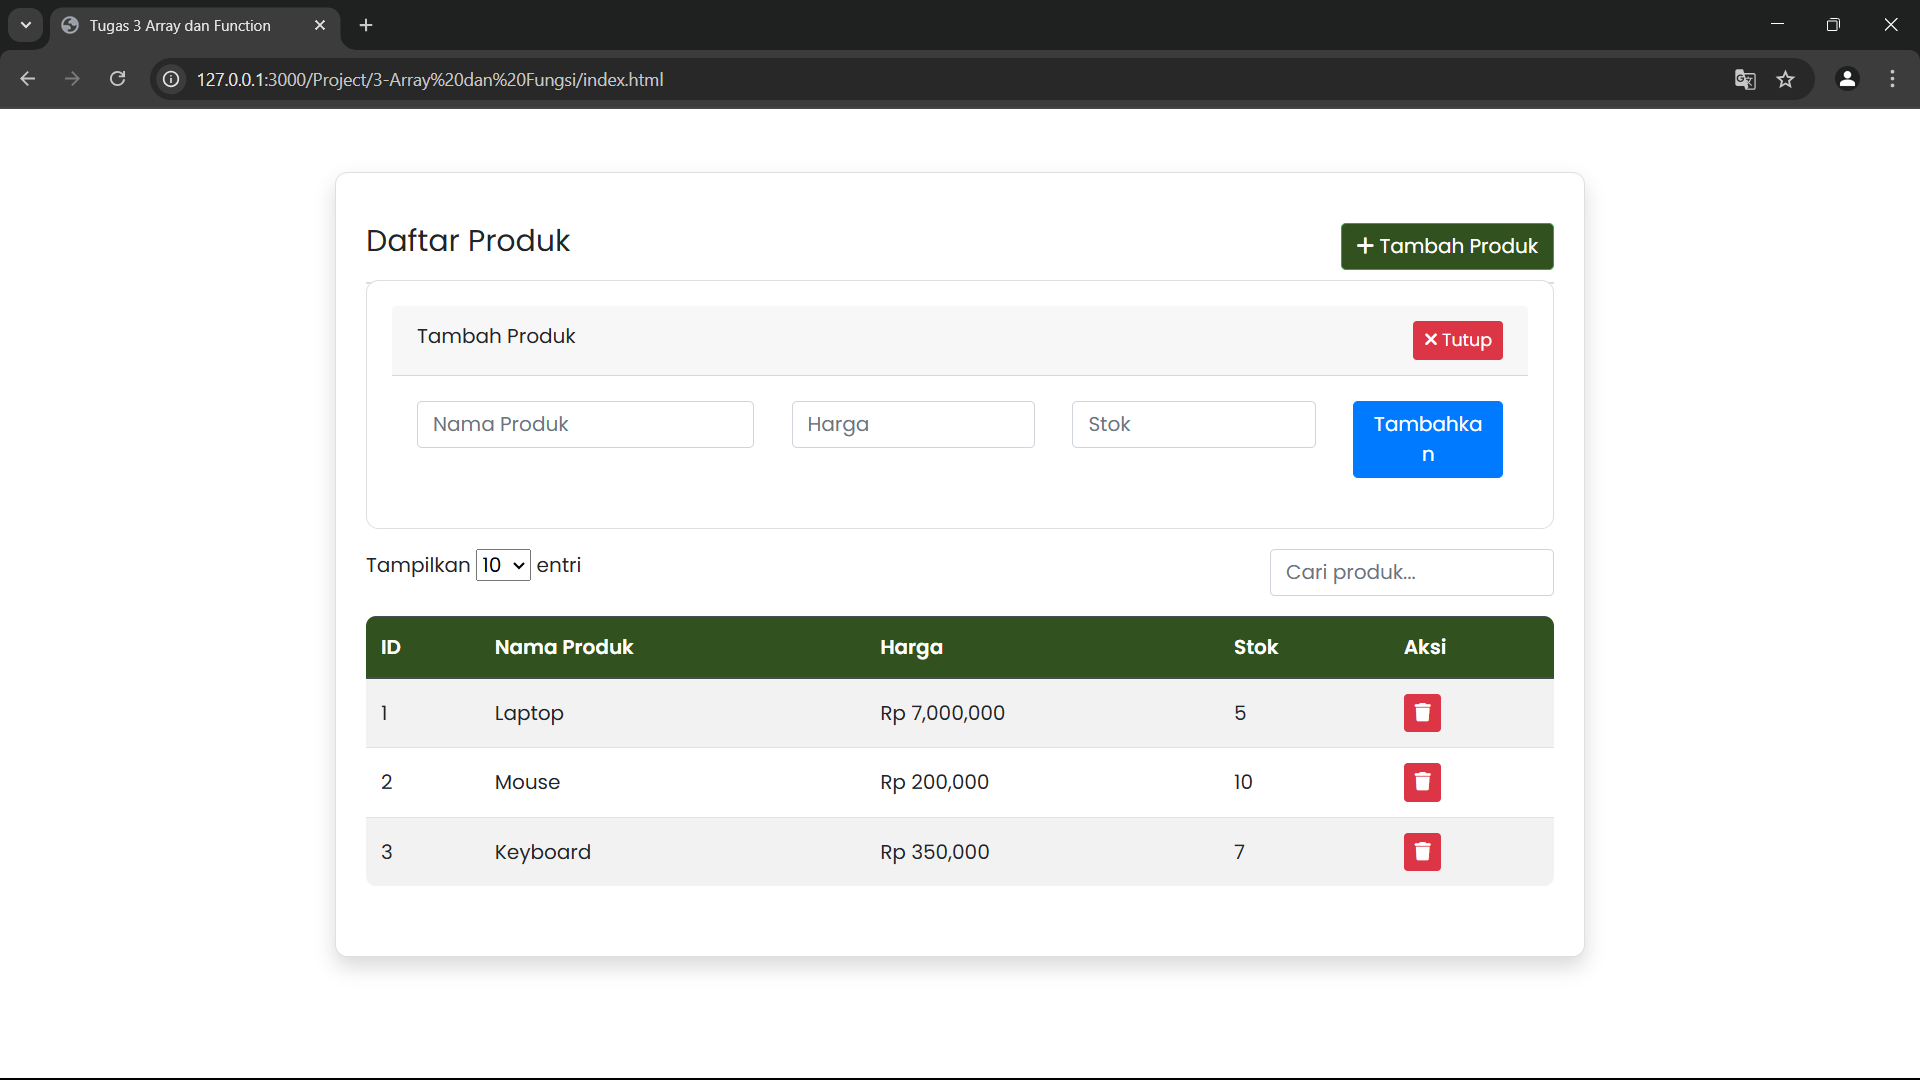 Tugas 3 Array dan Function
127.0.0.1:3000/Project/3-Array%20dan%20Fungsi/index.html
Daftar Produk
Tambah Produk
Tambah Produk
Tutup
Nama Produk
Harga
Stok
Tambahka
n
Tampilkan 10 entri
Cari produk...
ID Nama Produk Harga Stok Aksi
1 Laptop Rp 7,000,000 5
2 Mouse Rp 200,000 10
3 Keyboard Rp 350,000 7